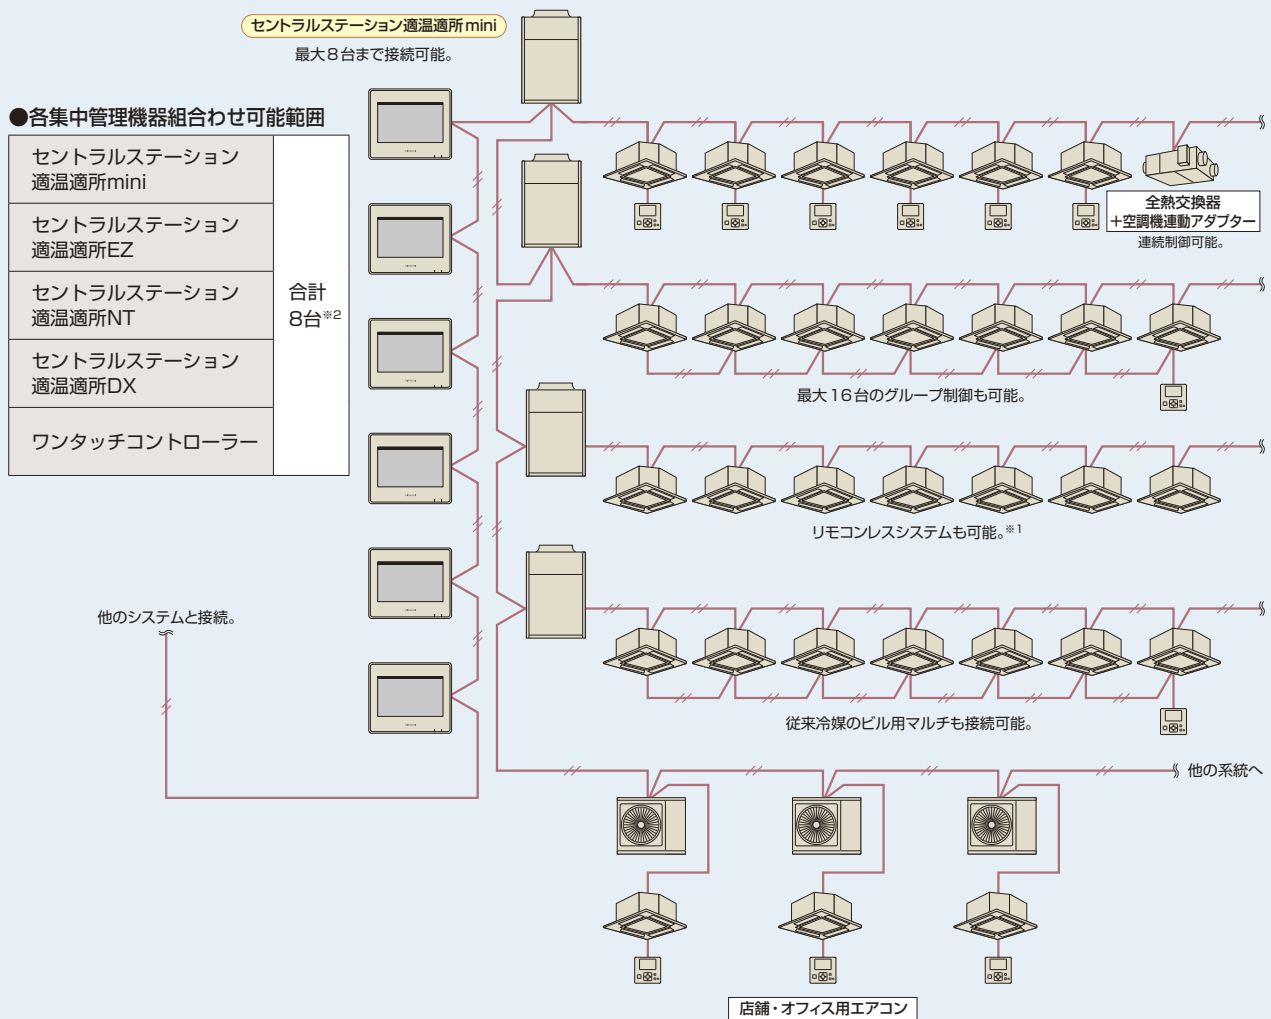 セントラルステーション適温適所mini
最大8台まで接続可能。
●各集中管理機器組合わせ可能範囲
セントラルステーション
適温適所mini
セントラルステーション
適温適所EZ
セントラルステーション
適温適所NT
セントラルステーション
適温適所DX
ワンタッチコントローラー
合計
8台※2
全熱交換器
+空調機連動アダプター
連続制御可能。
最大16台のグループ制御も可能。
リモコンレスシステムも可能。※1
他のシステムと接続。
従来冷媒のビル用マルチも接続可能。
他の系統へ
店舗・オフィス用エアコン